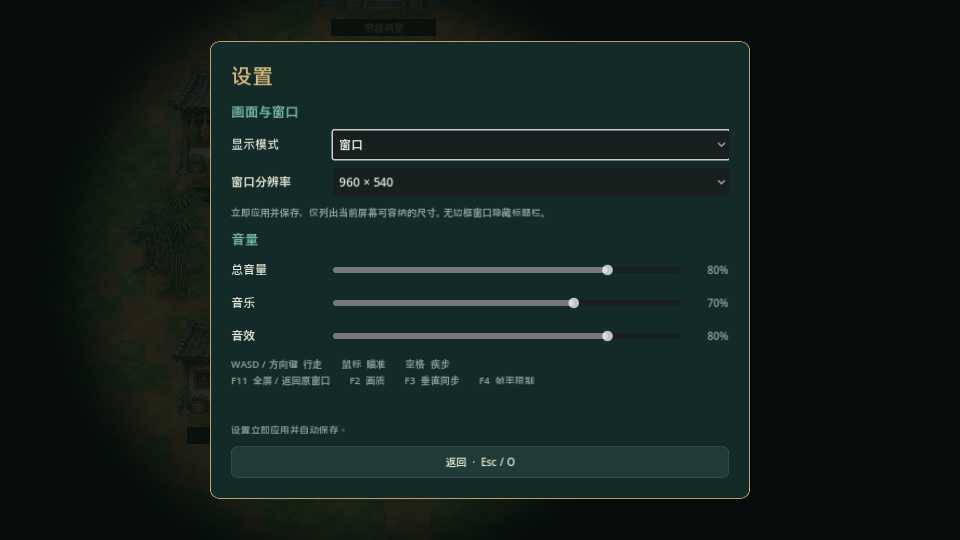 设置
画面与窗口
显示模式 窗口
窗口分辨率 960 × 540
立即应用并保存、仅列出当前屏幕可容纳的尺寸。无边框窗口隐藏标题栏。
音量
总音量 80%
音乐 70%
音效 80%
WASD / 方向键 行走 鼠标 瞄准 空格 疾步
F11 全屏 / 返回原窗口 F2 画质 F3 垂直同步 F4 帧率限制
设置立即应用并自动保存。
返回 · Esc / O